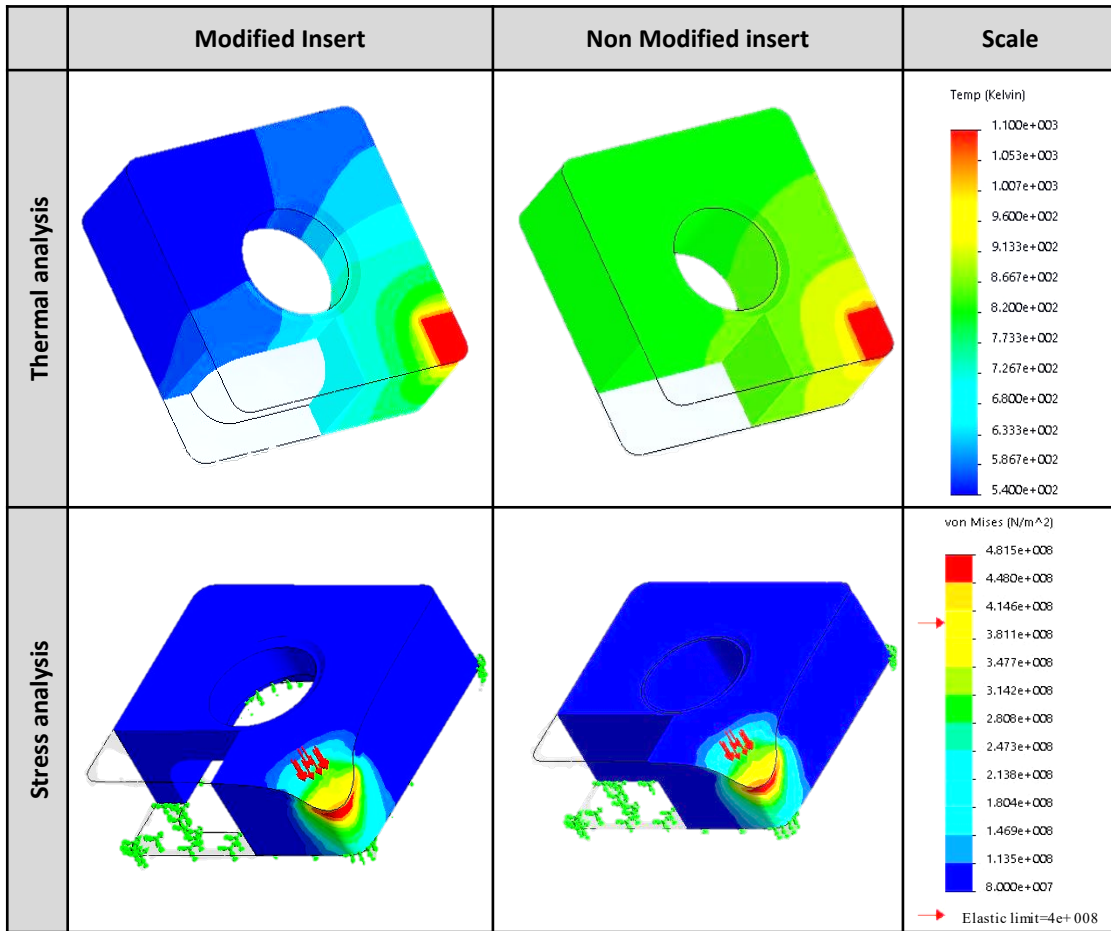 Modified Insert
Non Modified insert
Scale
Thermal analysis
Temp (Kelvin)
1.100e+003
1.053e+003
1.007e+003
9.600e+002
9.133e+002
8.667e+002
8.200e+002
7.733e+002
7.267e+002
6.800e+002
6.333e+002
5.867e+002
5.400e+002
Stress analysis
von Mises (N/m^2)
4.815e+008
4.480e+008
4.146e+008
3.811e+008
3.477e+008
3.142e+008
2.808e+008
2.473e+008
2.138e+008
1.804e+008
1.469e+008
1.135e+008
8.000e+007
Elastic limit=4e+008